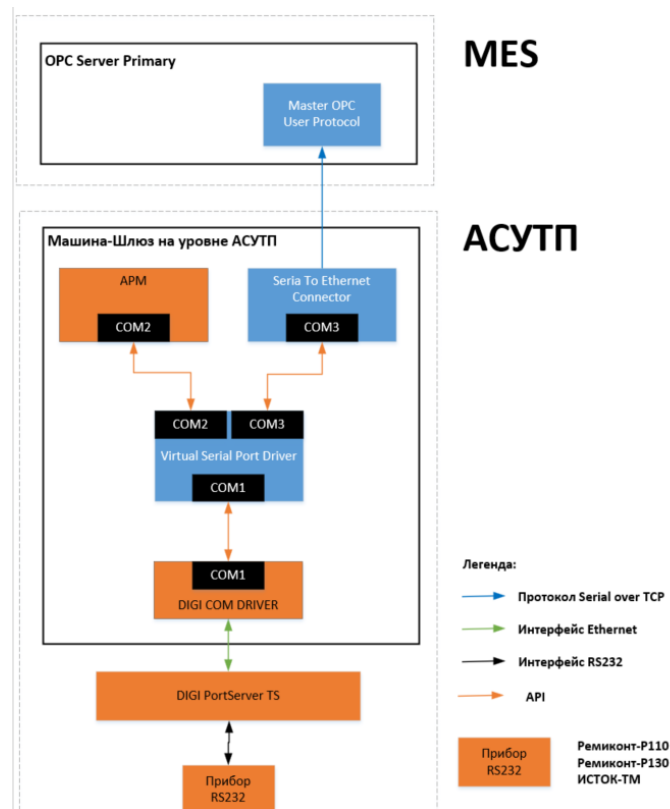 MES
OPC Server Primary
Master OPC
User Protocol
АСУТП
Машина-Шлюз на уровне АСУТП
АРМ
COM2
Seria To Ethernet
Connector
COM3
COM2
COM3
Virtual Serial Port Driver
COM1
COM1
DIGI COM DRIVER
DIGI PortServer TS
Прибор
RS232
Легенда:
Протокол Serial over TCP
Интерфейс Ethernet
Интерфейс RS232
API
Прибор
RS232
Ремиконт-Р110
Ремиконт-Р130
ИСТОК-ТМ